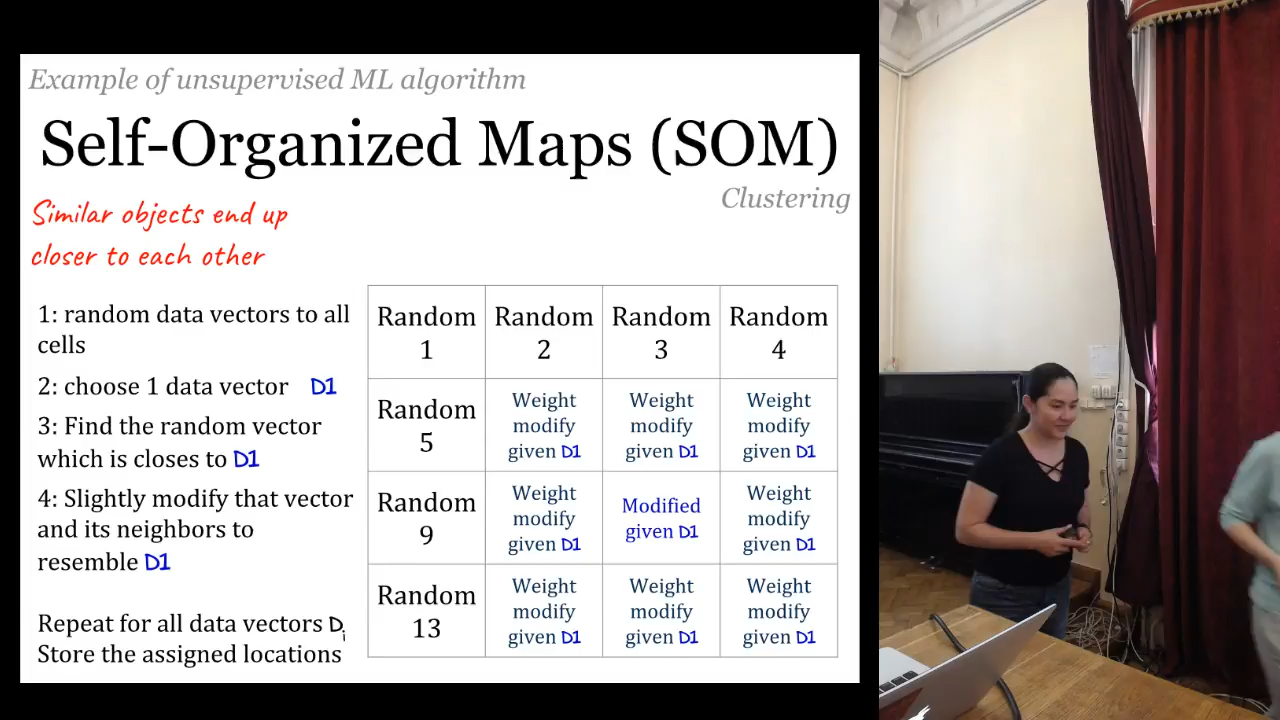 Example of unsupervised ML algorithm
Self-Organized Maps (SOM)
Clustering
Similar objects end up
closer to each other
1: random data vectors to all
cells
2: choose 1 data vector D1
3: Find the random vector
which is closes to D1
4: Slightly modify that vector
and its neighbors to
resemble D1
Repeat for all data vectors Di
Store the assigned locations
Random
1
Random
2
Random
3
Random
4
Random
5
Weight
modify
given D1
Weight
modify
given D1
Weight
modify
given D1
Random
9
Weight
modify
given D1
Modified
given D1
Weight
modify
given D1
Random
13
Weight
modify
given D1
Weight
modify
given D1
Weight
modify
given D1